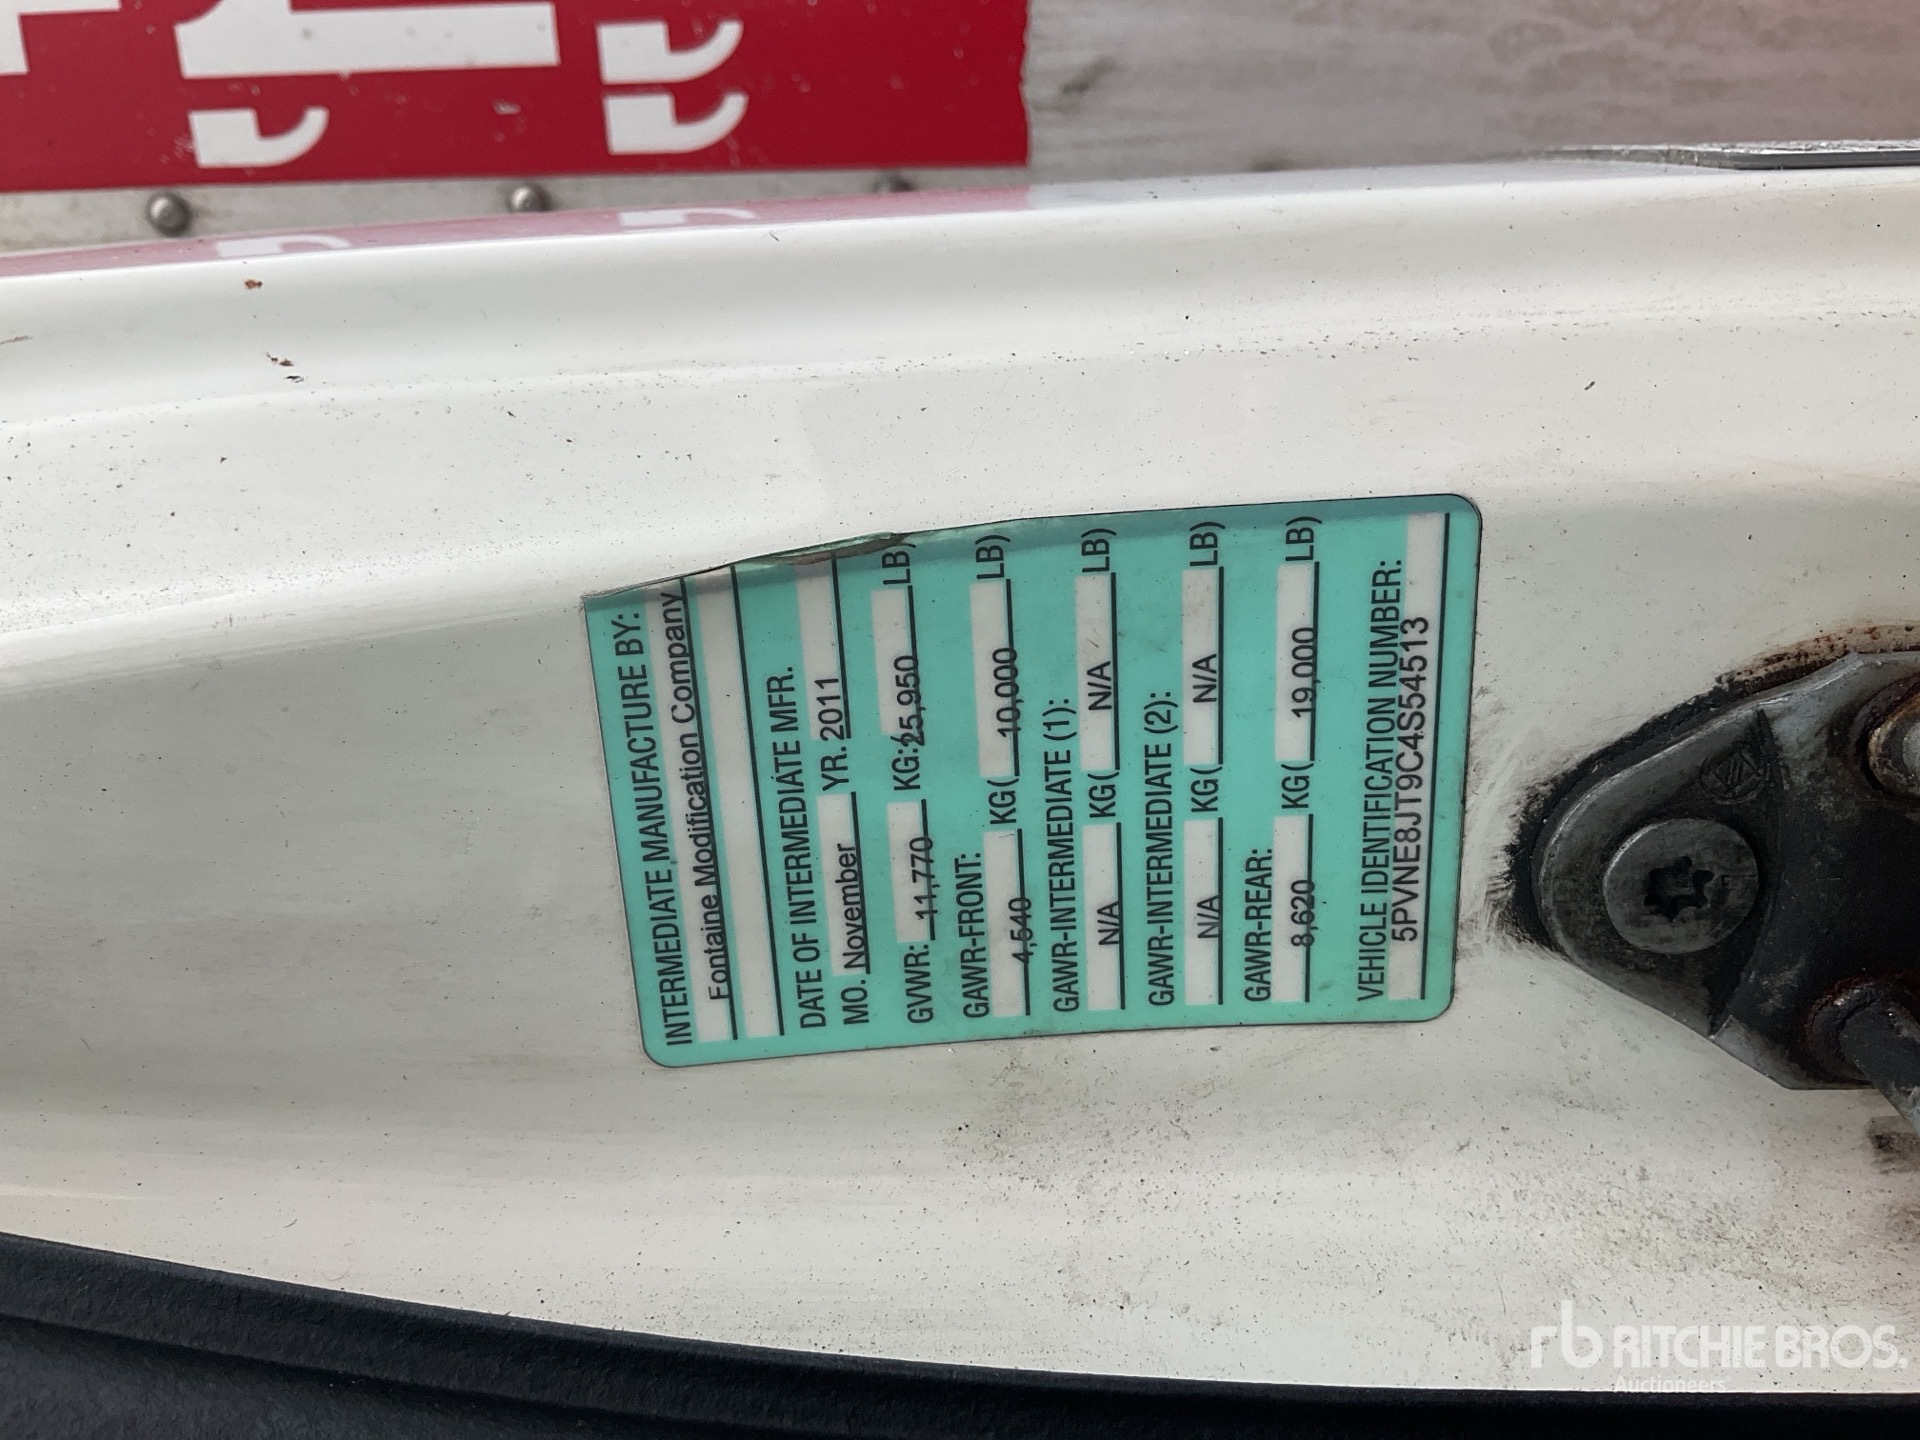 INTERMEDIATE MANUFACTURE BY:
Fontaine Modification Company
DATE OF INTERMEDIATE MFR.
MO. November YR. 2011
GVWR: 11,770 KG( 25,950 LB)
GAWR-FRONT:
4,540 KG( 10,000 LB)
GAWR-INTERMEDIATE (1):
N/A KG( N/A LB)
GAWR-INTERMEDIATE (2):
N/A KG( N/A LB)
GAWR-REAR:
8,620 KG( 19,000 LB)
VEHICLE IDENTIFICATION NUMBER:
5PVNE8JT9C4S54513
rb RITCHIE BROS.
Auctioneers